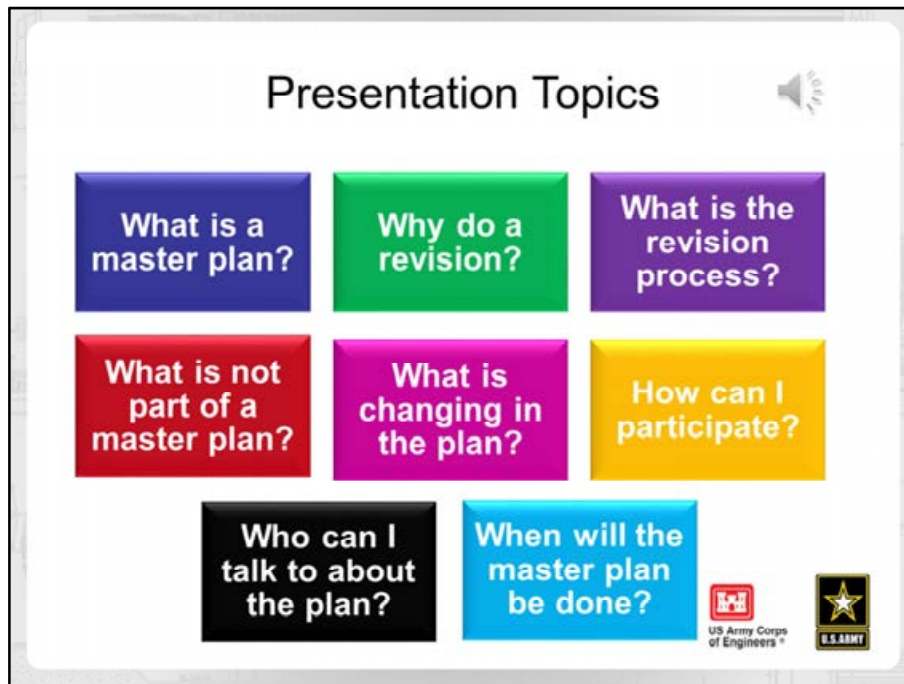 Presentation Topics
What is a
master plan?
Why do a
revision?
What is the
revision
process?
What is not
part of a
master plan?
What is
changing in
the plan?
How can I
participate?
Who can I
talk to about
the plan?
When will the
master plan
be done?
US Army Corps
of Engineers ®
U.S.ARMY